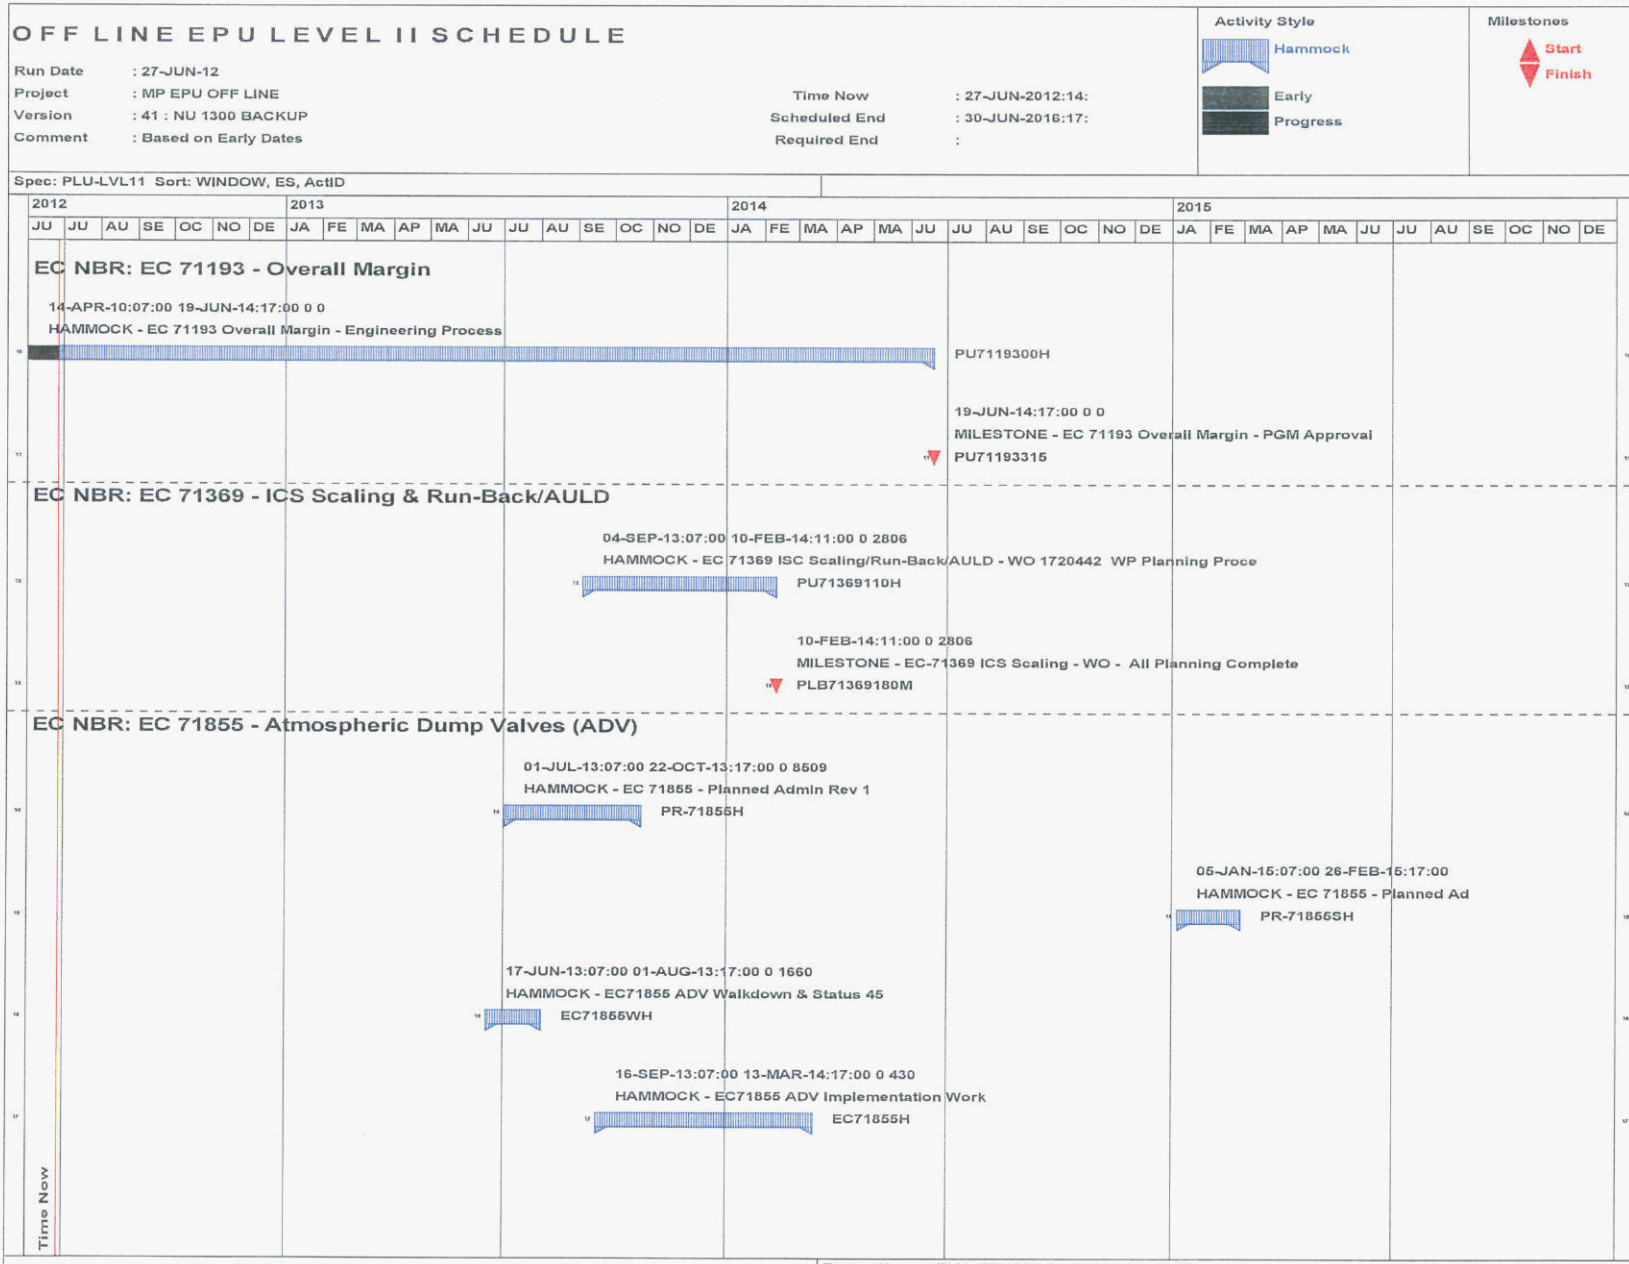 OFF LINE EPU LEVEL II SCHEDULE
Run Date : 27-JUN-12
Project : MP EPU OFF LINE
Version : 41 : NU 1300 BACKUP
Comment : Based on Early Dates
Time Now : 27-JUN-2012:14:
Scheduled End : 30-JUN-2016:17:
Required End :
Activity Style
Hammock
Early
Progress
Milestones
Start
Finish
Spec: PLU-LVL11 Sort: WINDOW, ES, ActID
2012 2013 2014 2015
JU JU AU SE OC NO DE JA FE MA AP MA JU JU AU SE OC NO DE JA FE MA AP MA JU JU AU SE OC NO DE JA FE MA AP MA JU JU AU SE OC NO DE
EC NBR: EC 71193 - Overall Margin
14-APR-10:07:00 19-JUN-14:17:00 0 0
HAMMOCK - EC 71193 Overall Margin - Engineering Process
PU7119300H
19-JUN-14:17:00 0 0
MILESTONE - EC 71193 Overall Margin - PGM Approval
PU71193315
EC NBR: EC 71369 - ICS Scaling & Run-Back/AULD
04-SEP-13:07:00 10-FEB-14:11:00 0 2806
HAMMOCK - EC 71369 ISC Scaling/Run-Back/AULD - WO 1720442 WP Planning Proce
PU71369110H
10-FEB-14:11:00 0 2806
MILESTONE - EC-71369 ICS Scaling - WO - All Planning Complete
PLB71369180M
EC NBR: EC 71855 - Atmospheric Dump Valves (ADV)
01-JUL-13:07:00 22-OCT-13:17:00 0 8509
HAMMOCK - EC 71855 - Planned Admin Rev 1
PR-71855H
05-JAN-15:07:00 26-FEB-15:17:00
HAMMOCK - EC 71855 - Planned Ad
PR-71855SH
17-JUN-13:07:00 01-AUG-13:17:00 0 1660
HAMMOCK - EC71855 ADV Walkdown & Status 45
EC71855WH
16-SEP-13:07:00 13-MAR-14:17:00 0 430
HAMMOCK - EC71855 ADV Implementation Work
EC71855H
Time Now